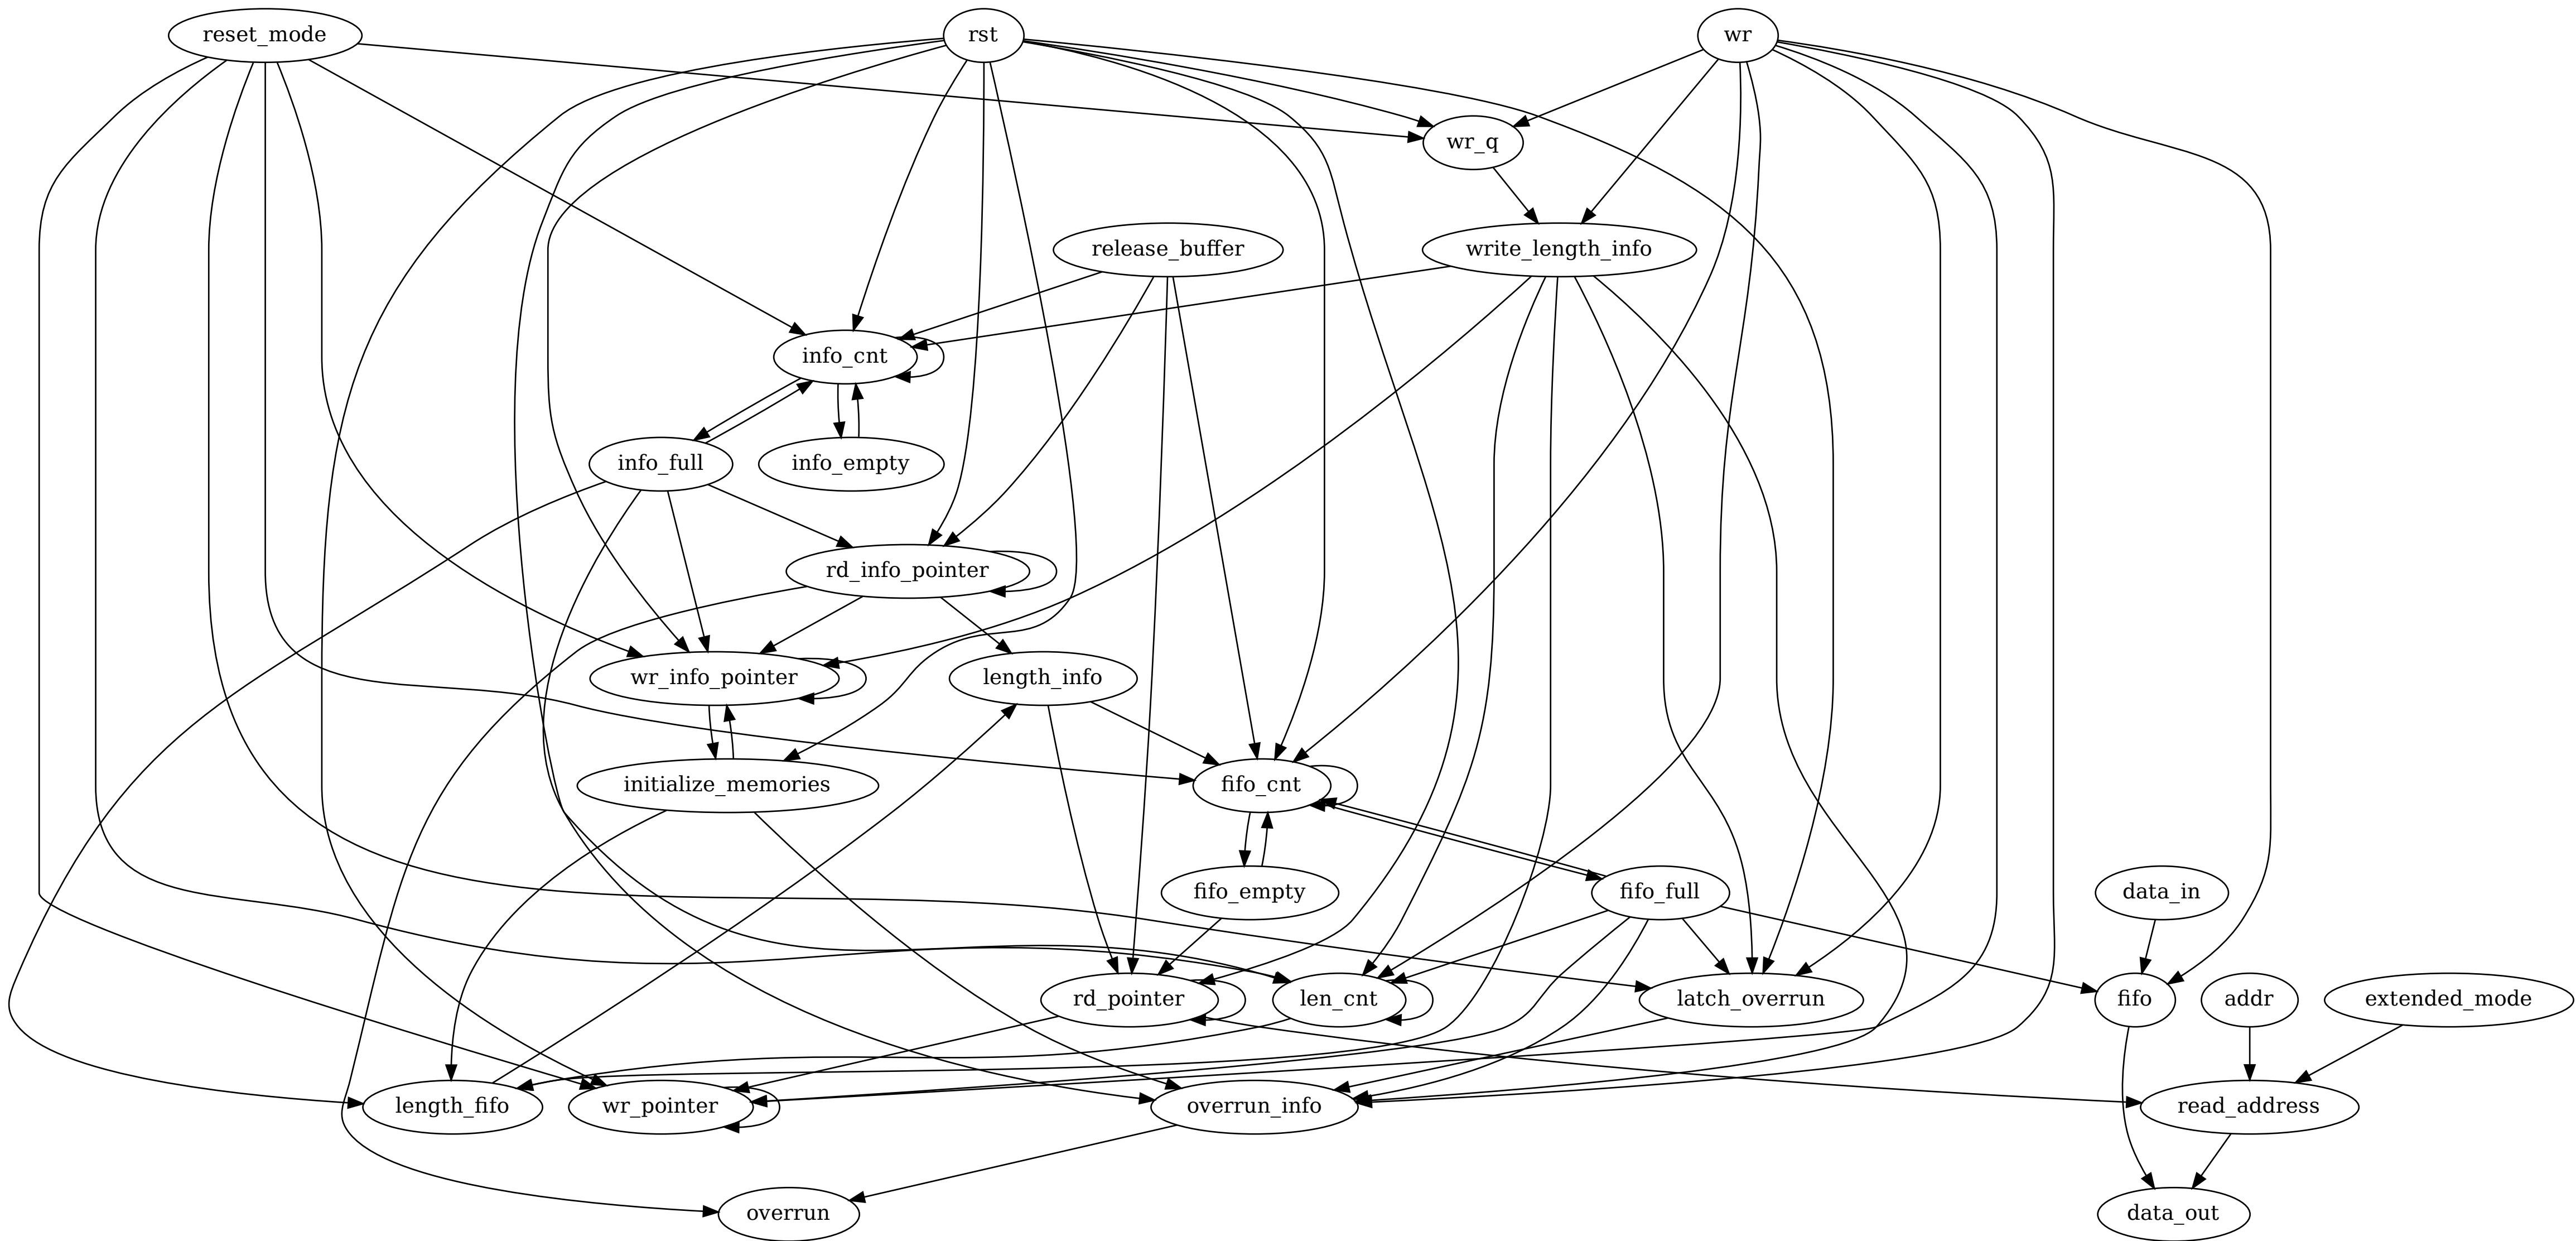 reset_mode
rst
wr
wr_q
release_buffer
write_length_info
info_cnt
info_full
info_empty
rd_info_pointer
wr_info_pointer
length_info
initialize_memories
fifo_cnt
fifo_empty
fifo_full
data_in
rd_pointer
len_cnt
latch_overrun
fifo
addr
extended_mode
length_fifo
wr_pointer
overrun_info
read_address
overrun
data_out